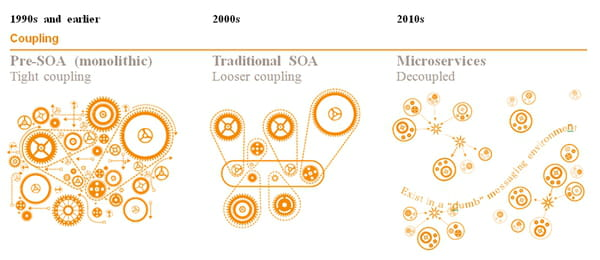 1990s and earlier
2000s
2010s
Coupling
Pre-SOA (monolithic)
Tight coupling
Traditional SOA
Looser coupling
Microservices
Decoupled
Exist in a "dumb" messaging environment